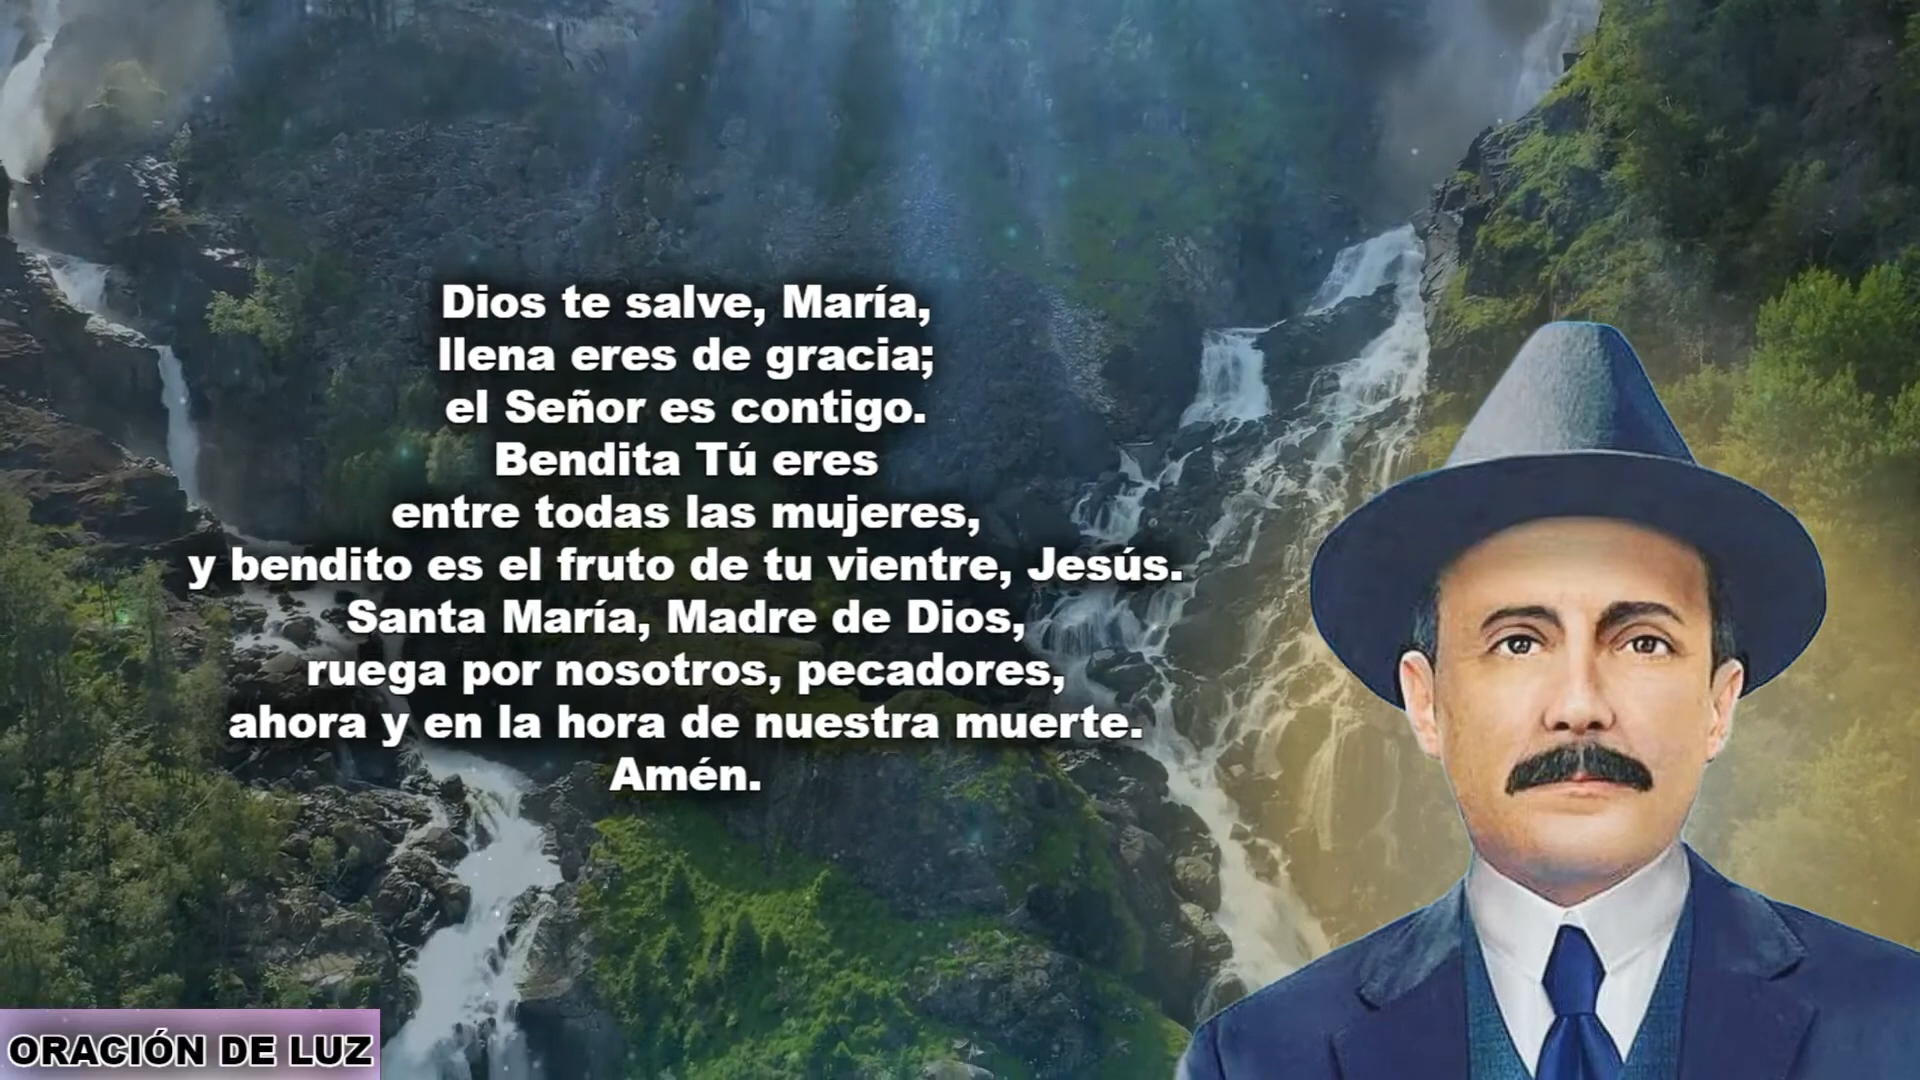 Dios te salve, María,
llena eres de gracia;
el Señor es contigo.
Bendita Tú eres
entre todas las mujeres,
y bendito es el fruto de tu vientre, Jesús.
Santa María, Madre de Dios,
ruega por nosotros, pecadores,
ahora y en la hora de nuestra muerte.
Amén.
ORACIÓN DE LUZ